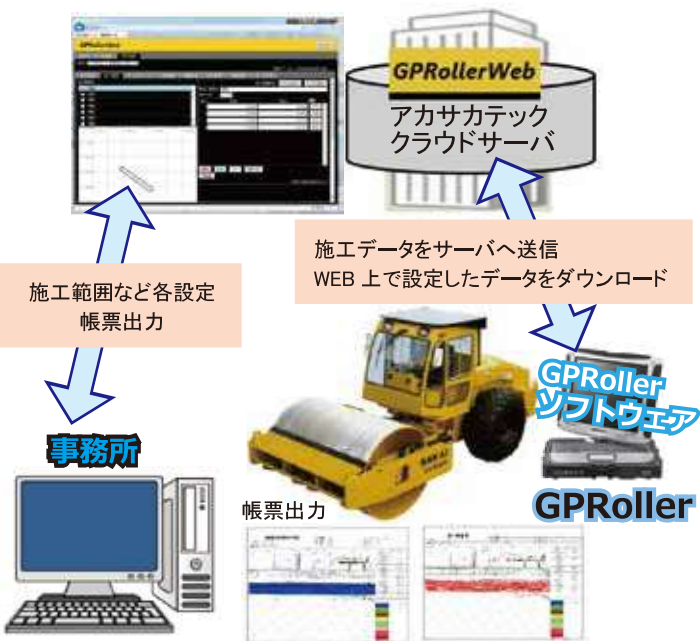 GPRollerWeb
アカサカテック
クラウドサーバ
施工データをサーバへ送信
WEB 上で設定したデータをダウンロード
施工範囲など各設定
帳票出力
GPRoller
ソフトウェア
事務所
GPRoller
帳票出力